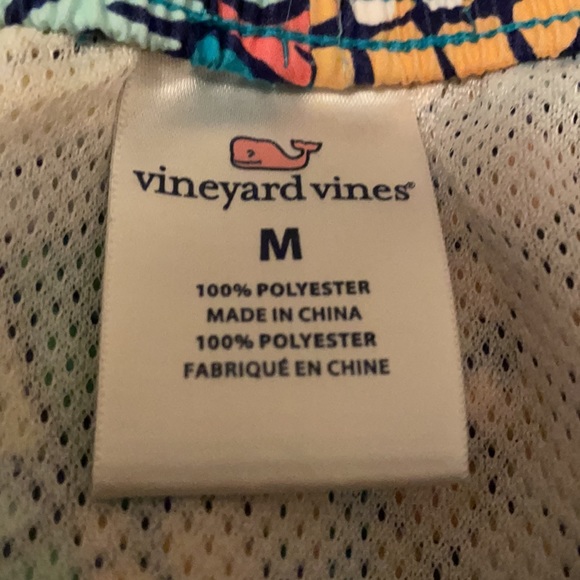 vineyard vines®
M
100% POLYESTER
MADE IN CHINA
100% POLYESTER
FABRIQUÉ EN CHINE